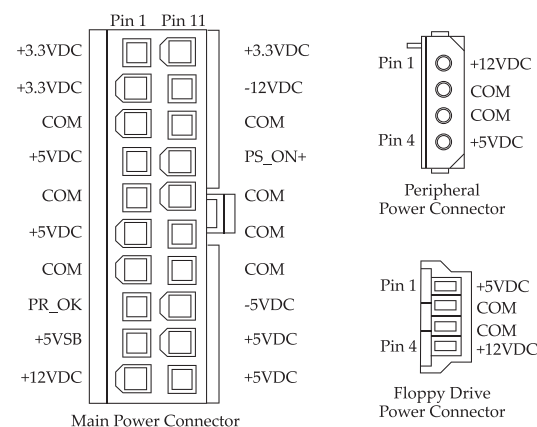 Pin 1 Pin 11
+3.3VDC +3.3VDC
+3.3VDC -12VDC
COM COM
+5VDC PS_ON+
COM COM
+5VDC COM
COM COM
PR_OK -5VDC
+5VSB +5VDC
+12VDC +5VDC
Main Power Connector
Pin 1 +12VDC
COM
COM
Pin 4 +5VDC
Peripheral
Power Connector
Pin 1 +5VDC
COM
COM
Pin 4 +12VDC
Floppy Drive
Power Connector